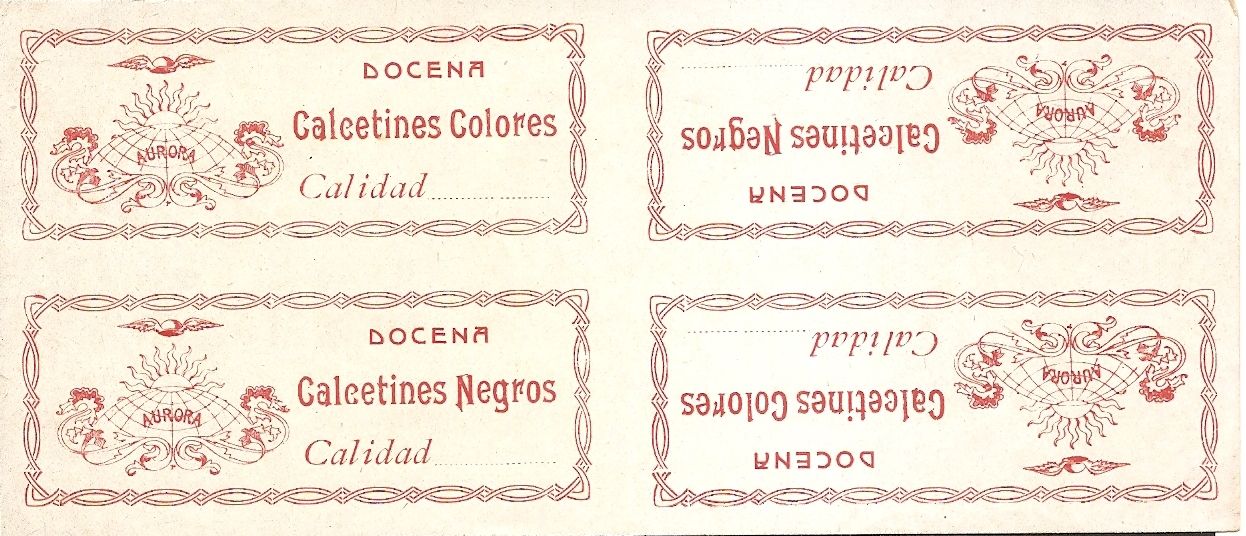 DOCENA
Calcetines Colores
AURORA
Calidad
Calidad
AURORA
Calcetines Negros
DOCENA
DOCENA
Calcetines Negros
AURORA
Calidad
Calidad
AURORA
Calcetines Colores
DOCENA